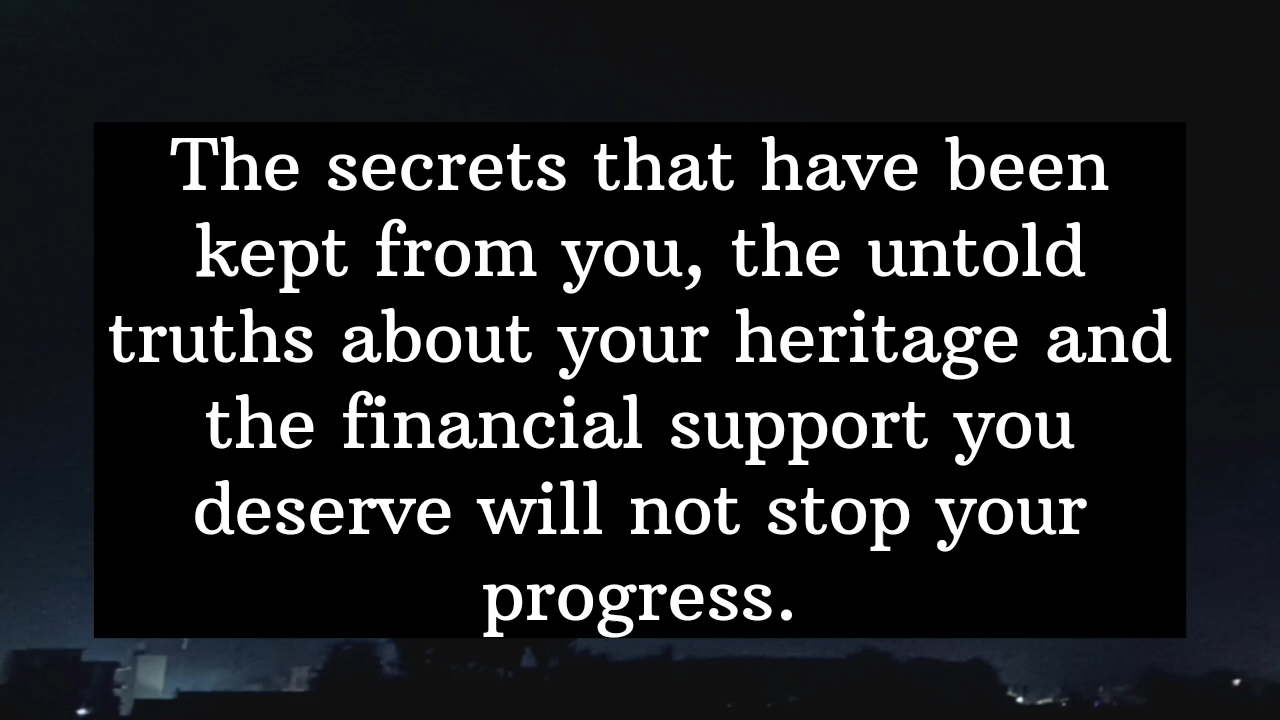 The secrets that have been
kept from you, the untold
truths about your heritage and
the financial support you
deserve will not stop your
progress.